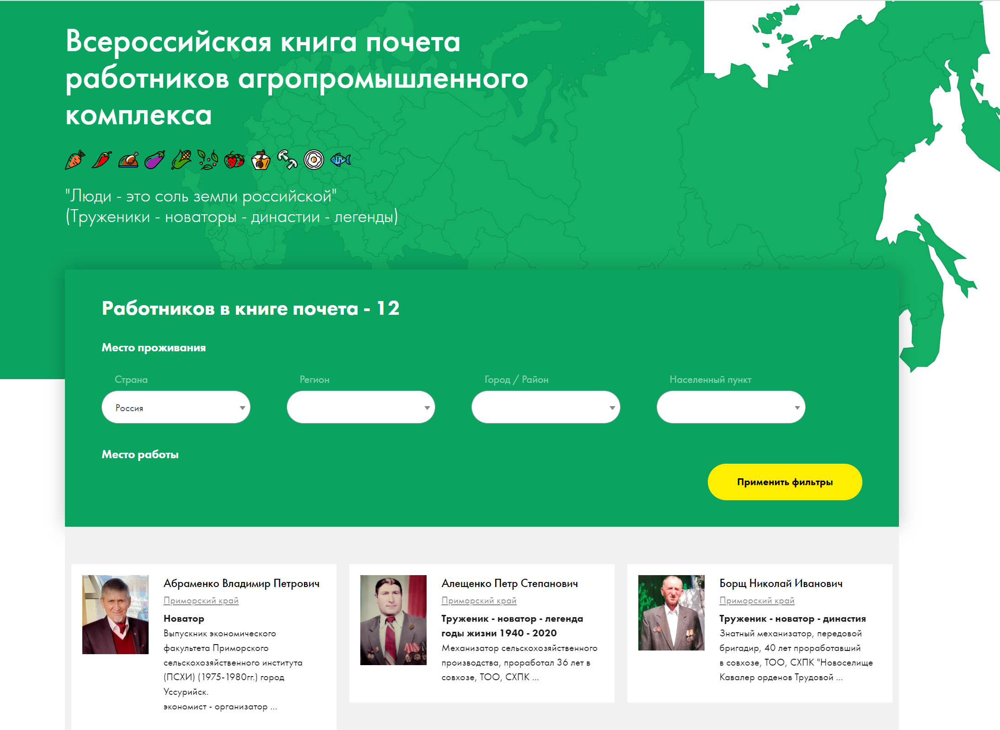 Всероссийская книга почета
работников агропромышленного
комплекса
"Люди - это соль земли российской"
(Труженики - новаторы - династии - легенды)
Работников в книге почета - 12
Место проживания
Страна
Регион
Город / Район
Населенный пункт
Россия
Место работы
Применить фильтры
Абраменко Владимир Петрович
Приморский край
Новатор
Выпускник экономического
факультета Приморского
сельскохозяйственного института
(ПСХИ) (1975-1980гг.) город
Уссурийск.
экономист - организатор ...
Алещенко Петр Степанович
Приморский край
Труженик - новатор - легенда
годы жизни 1940 - 2020
Механизатор сельскохозяйственного
производства, проработал 36 лет в
совхозе, ТОО, СХПК ...
Борщ Николай Иванович
Приморский край
Труженик - новатор - династия
Знатный механизатор, передовой
бригадир, 40 лет проработавший
в совхозе, ТОО, СХПК "Новоселище
Кавалер орденов Трудовой ...